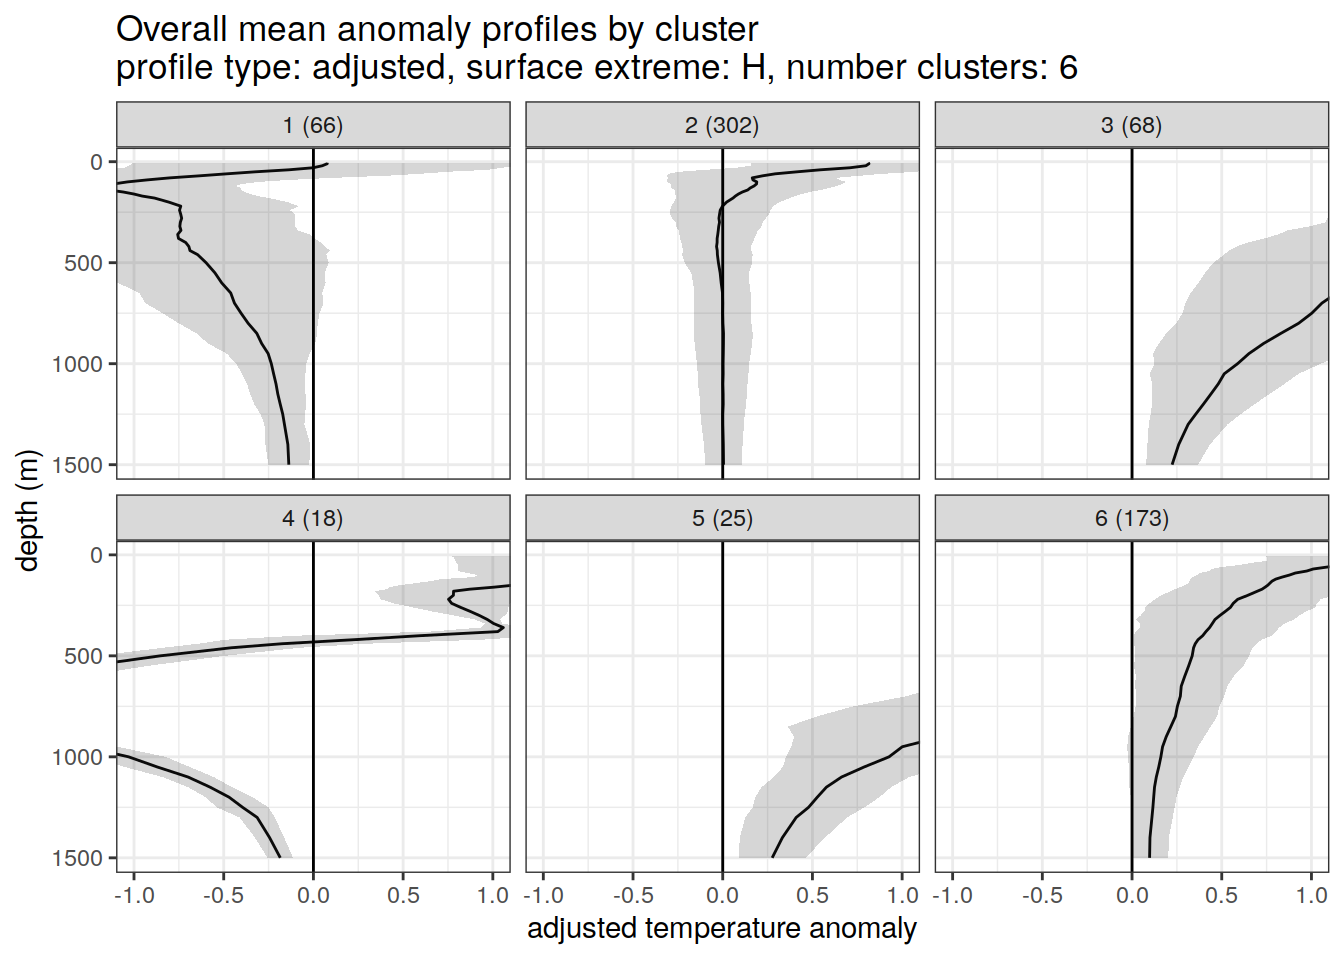 Overall mean anomaly profiles by cluster
profile type: adjusted, surface extreme: H, number clusters: 6
1 (66)
2 (302)
3 (68)
0
500
1000
1500
4 (18)
5 (25)
6 (173)
0
500
1000
1500
depth (m)
-1.0 -0.5 0.0 0.5 1.0
-1.0 -0.5 0.0 0.5 1.0
-1.0 -0.5 0.0 0.5 1.0
adjusted temperature anomaly